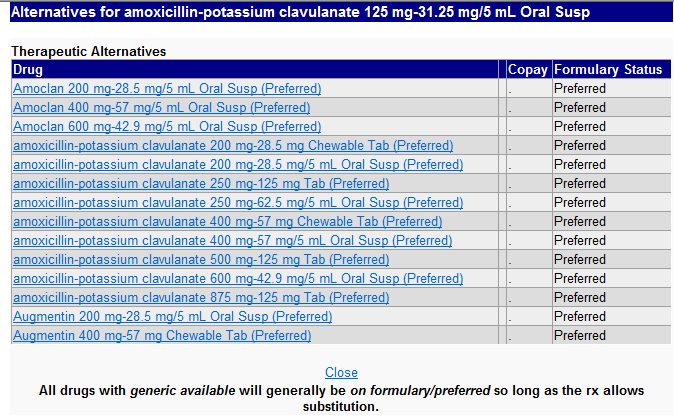 Alternatives for amoxicillin-potassium clavulanate 125 mg-31.25 mg/5 mL Oral Susp
Therapeutic Alternatives
Drug Copay Formulary Status
Amoclan 200 mg-28.5 mg/5 mL Oral Susp (Preferred) . Preferred
Amoclan 400 mg-57 mg/5 mL Oral Susp (Preferred) . Preferred
Amoclan 600 mg-42.9 mg/5 mL Oral Susp (Preferred) . Preferred
amoxicillin-potassium clavulanate 200 mg-28.5 mg Chewable Tab (Preferred) . Preferred
amoxicillin-potassium clavulanate 200 mg-28.5 mg/5 mL Oral Susp (Preferred) . Preferred
amoxicillin-potassium clavulanate 250 mg-125 mg Tab (Preferred) . Preferred
amoxicillin-potassium clavulanate 250 mg-62.5 mg/5 mL Oral Susp (Preferred) . Preferred
amoxicillin-potassium clavulanate 400 mg-57 mg Chewable Tab (Preferred) . Preferred
amoxicillin-potassium clavulanate 400 mg-57 mg/5 mL Oral Susp (Preferred) . Preferred
amoxicillin-potassium clavulanate 500 mg-125 mg Tab (Preferred) . Preferred
amoxicillin-potassium clavulanate 600 mg-42.9 mg/5 mL Oral Susp (Preferred) . Preferred
amoxicillin-potassium clavulanate 875 mg-125 mg Tab (Preferred) . Preferred
Augmentin 200 mg-28.5 mg/5 mL Oral Susp (Preferred) . Preferred
Augmentin 400 mg-57 mg Chewable Tab (Preferred) . Preferred
Close
All drugs with generic available will generally be on formulary/preferred so long as the rx allows
substitution.